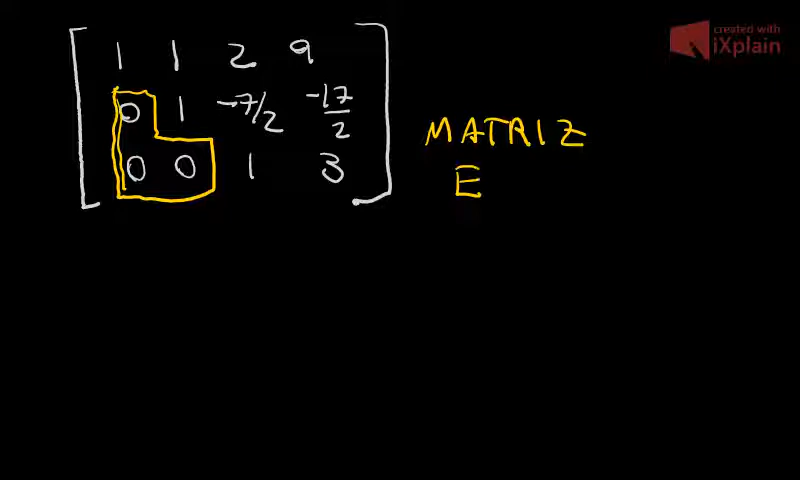 created with
iXplain
1 1 2 9
0 1 -7/2 -17/2
0 0 1 3
MATRIZ
E